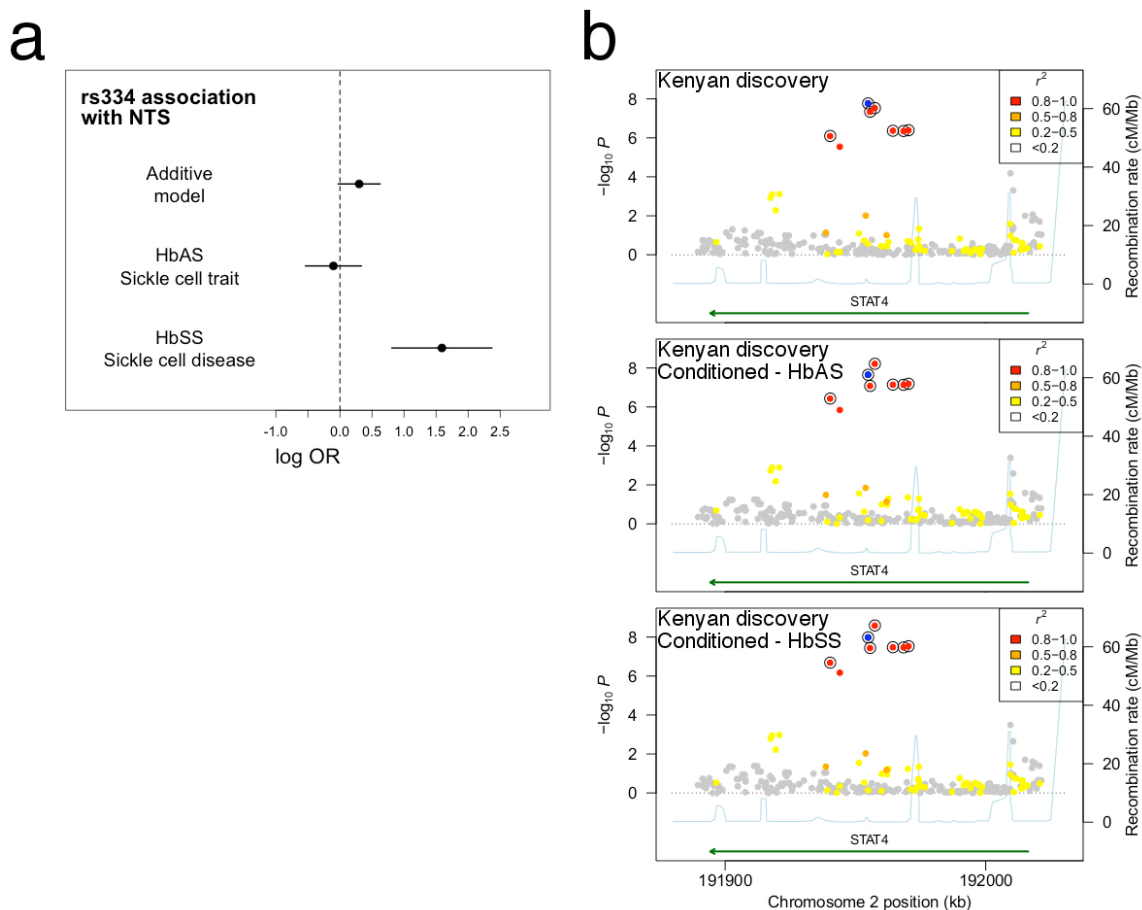 a
rs334 association
with NTS
Additive
model
HbAS
Sickle cell trait
HbSS
Sickle cell disease
-1.0 0.0 0.5 1.0 1.5 2.0 2.5
log OR
b
Kenyan discovery
r²
0.8−1.0
0.5−0.8
0.2−0.5
<0.2
8
6
4
2
0
−log10 P
60
40
20
0
Recombination rate (cM/Mb)
STAT4
Kenyan discovery
Conditioned - HbAS
r²
0.8−1.0
0.5−0.8
0.2−0.5
<0.2
8
6
4
2
0
−log10 P
60
40
20
0
Recombination rate (cM/Mb)
STAT4
Kenyan discovery
Conditioned - HbSS
r²
0.8−1.0
0.5−0.8
0.2−0.5
<0.2
8
6
4
2
0
−log10 P
60
40
20
0
Recombination rate (cM/Mb)
STAT4
191900 192000
Chromosome 2 position (kb)